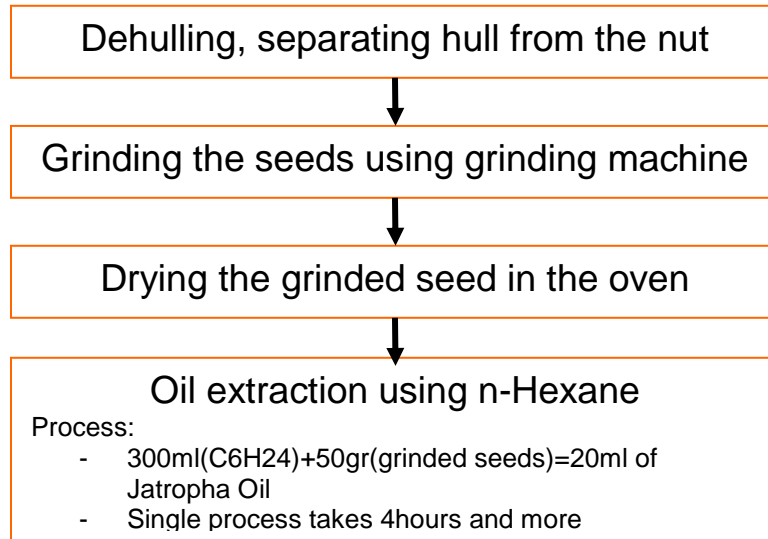 Dehulling, separating hull from the nut
Grinding the seeds using grinding machine
Drying the grinded seed in the oven
Oil extraction using n-Hexane
Process:
- 300ml(C6H24)+50gr(grinded seeds)=20ml of
Jatropha Oil
- Single process takes 4hours and more